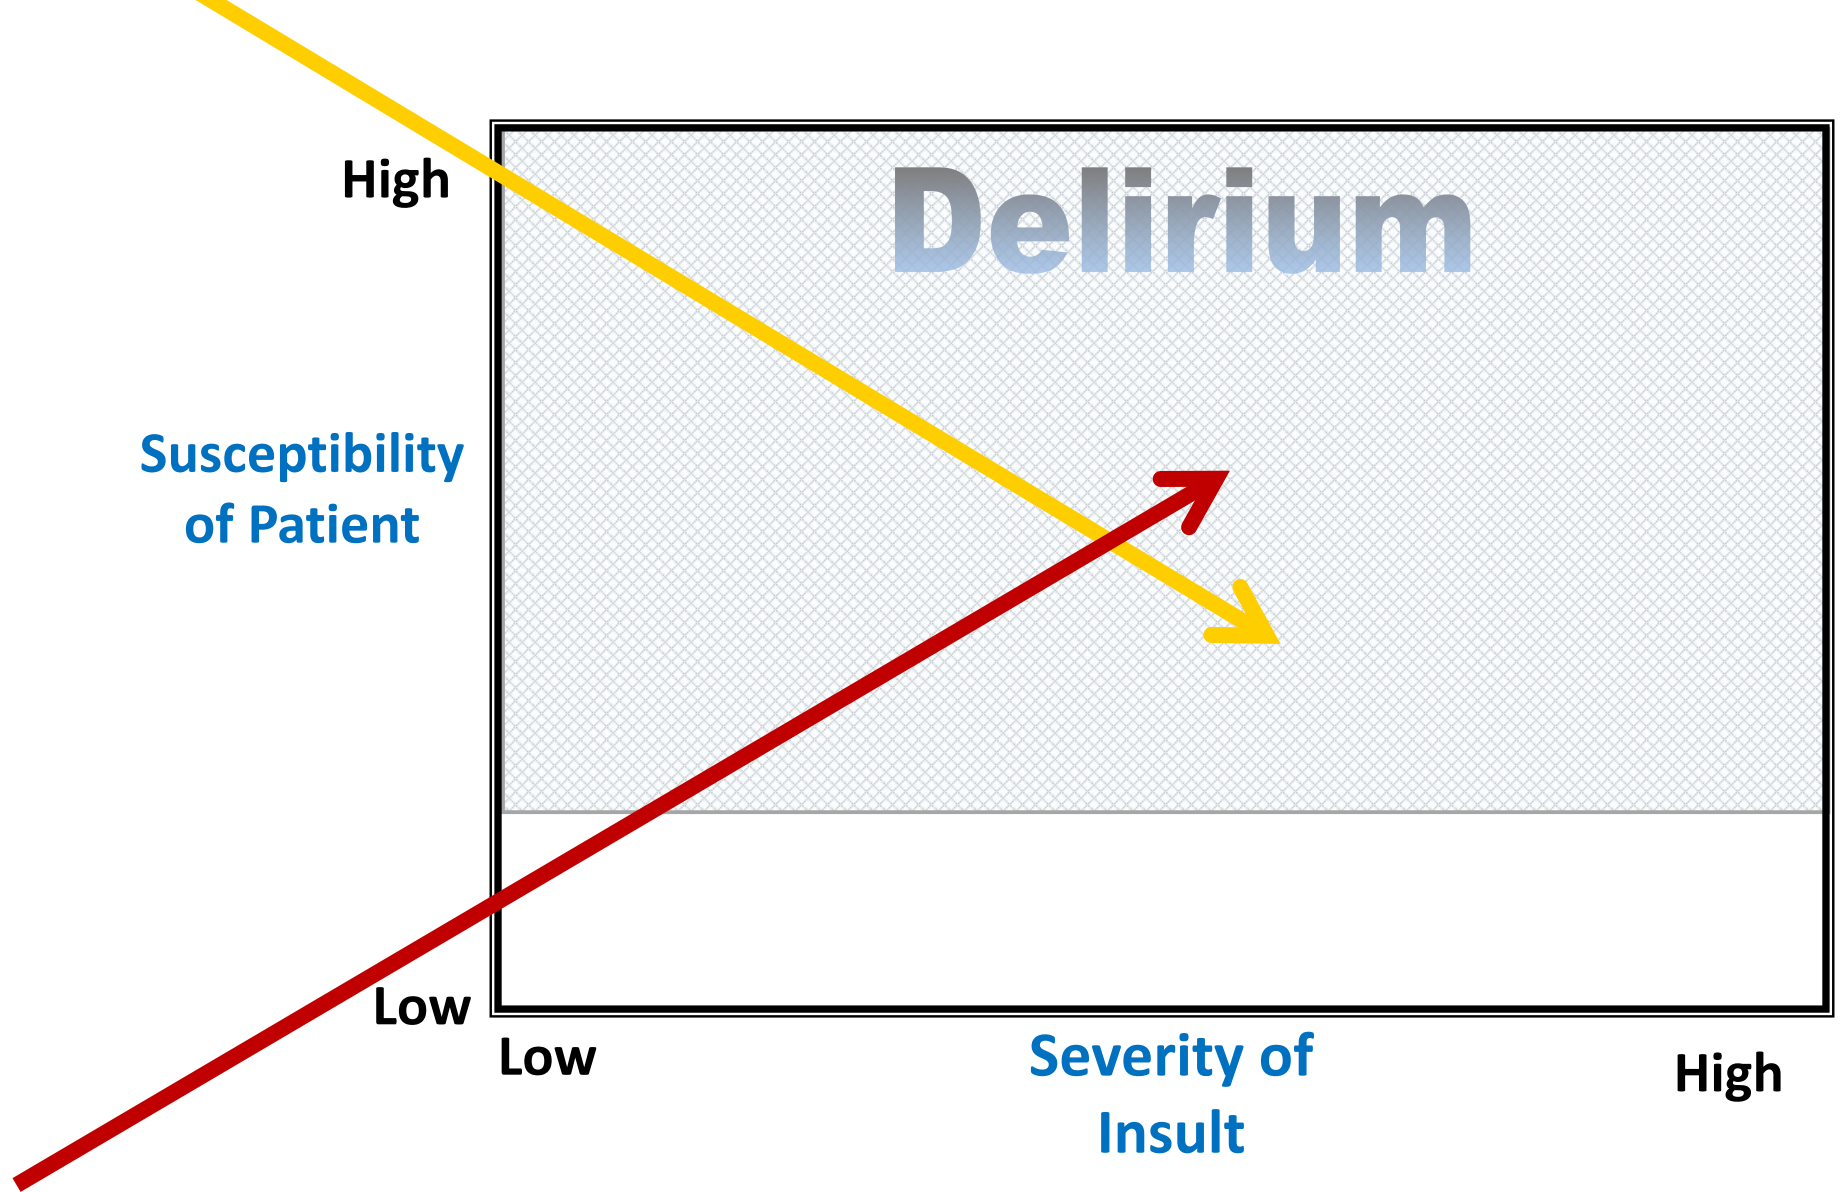 Delirium
High
Susceptibility
of Patient
Low
Low
Severity of
Insult
High